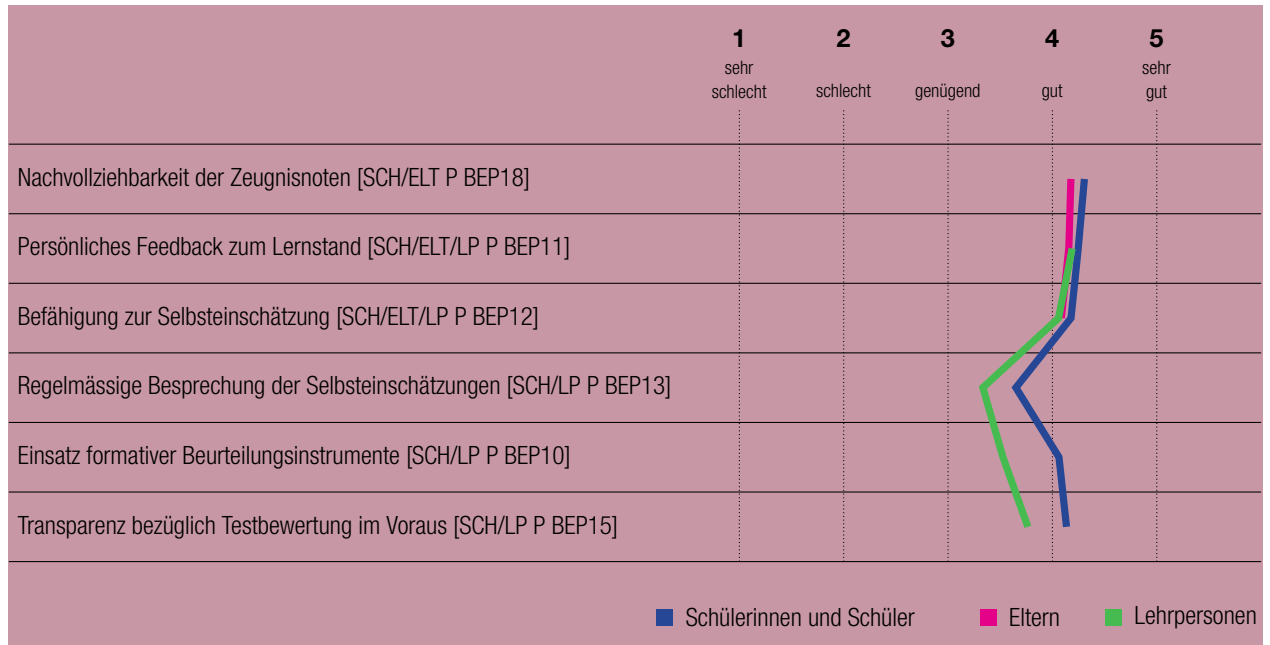 1 2 3 4 5
sehr schlecht schlecht genügend gut sehr gut
Nachvollziehbarkeit der Zeugnisnoten [SCH/ELT P BEP18]
Persönliches Feedback zum Lernstand [SCH/ELT/LP P BEP11]
Befähigung zur Selbsteinschätzung [SCH/ELT/LP P BEP12]
Regelmässige Besprechung der Selbsteinschätzungen [SCH/LP P BEP13]
Einsatz formativer Beurteilungsinstrumente [SCH/LP P BEP10]
Transparenz bezüglich Testbewertung im Voraus [SCH/LP P BEP15]
Schülerinnen und Schüler Eltern Lehrpersonen